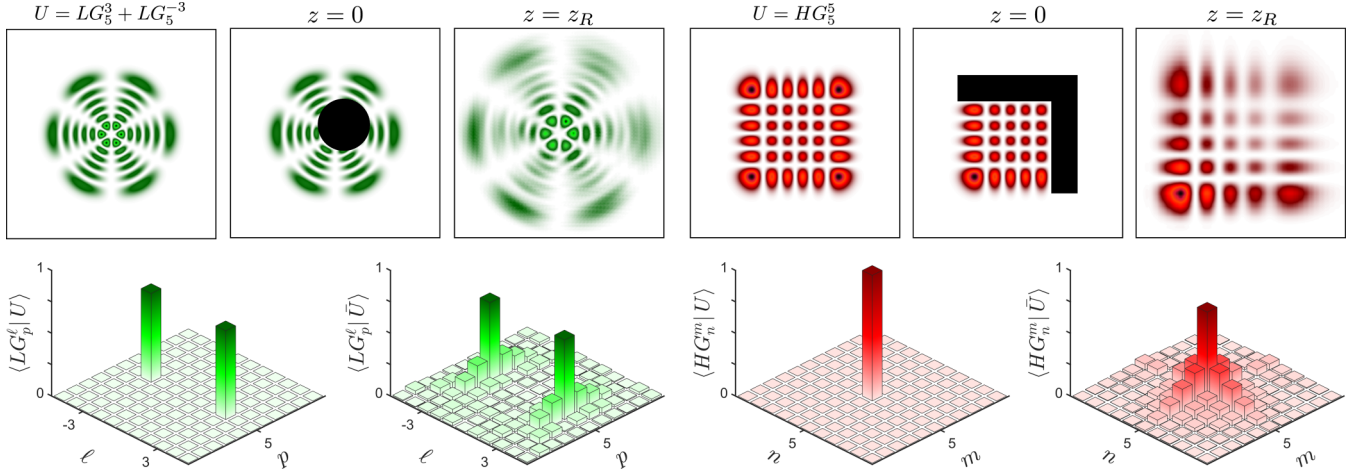 U = LG_5^3 + LG_5^{-3}
z = 0
z = z_R
U = HG_5^5
z = 0
z = z_R
⟨LG_p^ℓ | U⟩
1
0
-3
3
ℓ
5
p
⟨LG_p^ℓ | Ū⟩
1
0
-3
3
ℓ
5
p
⟨HG_n^m | U⟩
1
0
5
n
5
m
⟨HG_n^m | Ū⟩
1
0
5
n
5
m